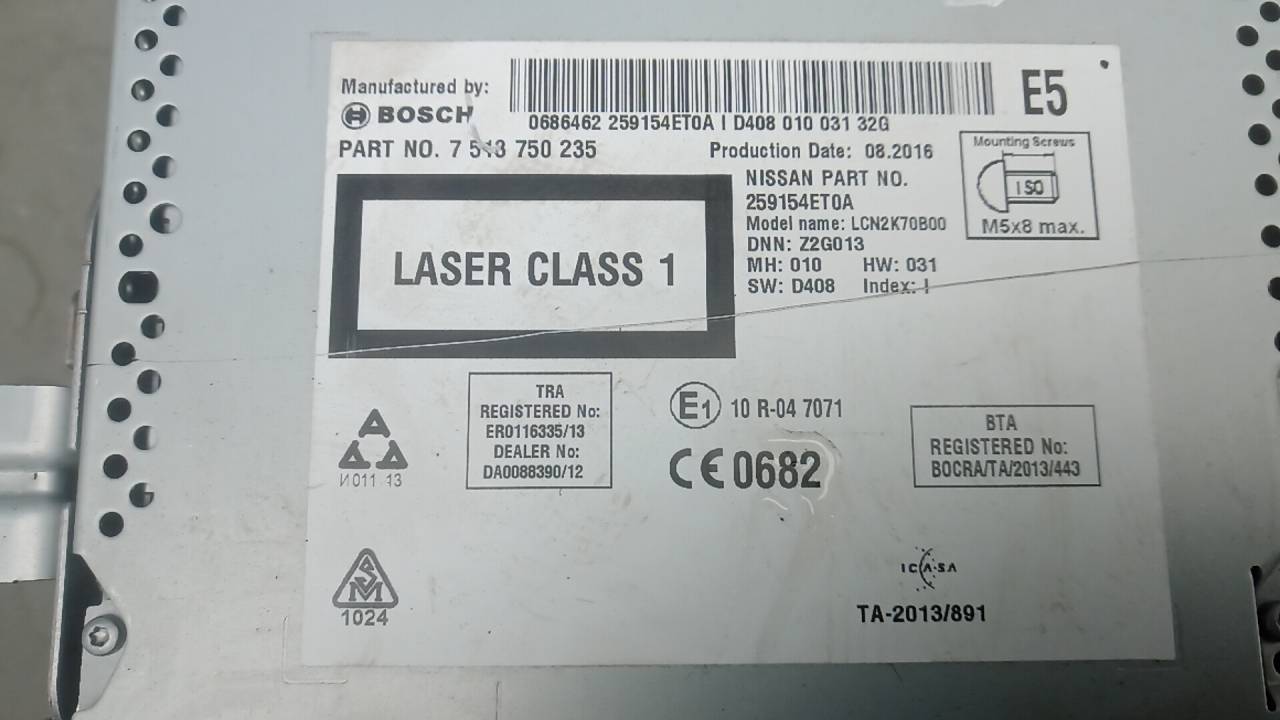 Manufactured by:
BOSCH
0686462 259154ET0A I D408 010 031 32G
E5
PART NO. 7 513 750 235
Production Date: 08.2016
Mounting Screws
ISO
M5x8 max.
NISSAN PART NO.
259154ET0A
Model name: LCN2K70B00
DNN: Z2G013
MH: 010 HW: 031
SW: D408 Index: I
LASER CLASS 1
TRA
REGISTERED No:
ER0116335/13
DEALER No:
DA0088390/12
E1 10 R-04 7071
CE 0682
BTA
REGISTERED No:
BOCRA/TA/2013/443
И011 13
1024
ICASA
TA-2013/891